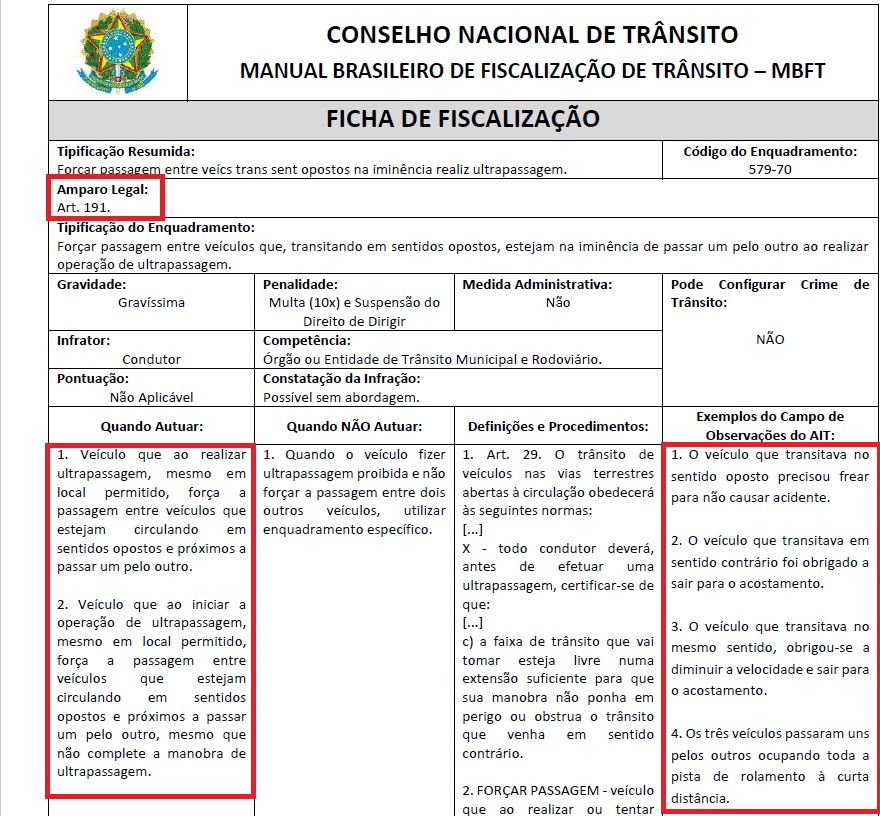 CONSELHO NACIONAL DE TRÂNSITO
MANUAL BRASILEIRO DE FISCALIZAÇÃO DE TRÂNSITO – MBFT
FICHA DE FISCALIZAÇÃO
Tipificação Resumida:
Forçar passagem entre veícs trans sent opostos na iminência realiz ultrapassagem.
Código do Enquadramento:
579-70
Amparo Legal:
Art. 191.
Tipificação do Enquadramento:
Forçar passagem entre veículos que, transitando em sentidos opostos, estejam na iminência de passar um pelo outro ao realizar
operação de ultrapassagem.
Gravidade:
Gravíssima
Penalidade:
Multa (10x) e Suspensão do
Direito de Dirigir
Medida Administrativa:
Não
Pode Configurar Crime de
Trânsito:
NÃO
Infrator:
Condutor
Competência:
Órgão ou Entidade de Trânsito Municipal e Rodoviário.
Pontuação:
Não Aplicável
Constatação da Infração:
Possível sem abordagem.
Quando Autuar:
1. Veículo que ao realizar
ultrapassagem, mesmo em
local permitido, força a
passagem entre veículos que
estejam circulando em
sentidos opostos e próximos a
passar um pelo outro.
2. Veículo que ao iniciar a
operação de ultrapassagem,
mesmo em local permitido,
força a passagem entre
veículos que estejam
circulando em sentidos
opostos e próximos a passar
um pelo outro, mesmo que
não complete a manobra de
ultrapassagem.
Quando NÃO Autuar:
1. Quando o veículo fizer
ultrapassagem proibida e não
forçar a passagem entre dois
outros veículos, utilizar
enquadramento específico.
Definições e Procedimentos:
1. Art. 29. O trânsito de
veículos nas vias terrestres
abertas à circulação obedecerá
às seguintes normas:
[...]
X - todo condutor deverá,
antes de efetuar uma
ultrapassagem, certificar-se de
que:
[...]
c) a faixa de trânsito que vai
tomar esteja livre numa
extensão suficiente para que
sua manobra não ponha em
perigo ou obstrua o trânsito
que venha em sentido
contrário.
2. FORÇAR PASSAGEM - veículo
que ao realizar ou tentar
Exemplos do Campo de
Observações do AIT:
1. O veículo que transitava no
sentido oposto precisou frear
para não causar acidente.
2. O veículo que transitava em
sentido contrário foi obrigado a
sair para o acostamento.
3. O veículo que transitava no
mesmo sentido, obrigou-se a
diminuir a velocidade e sair para
o acostamento.
4. Os três veículos passaram uns
pelos outros ocupando toda a
pista de rolamento à curta
distância.